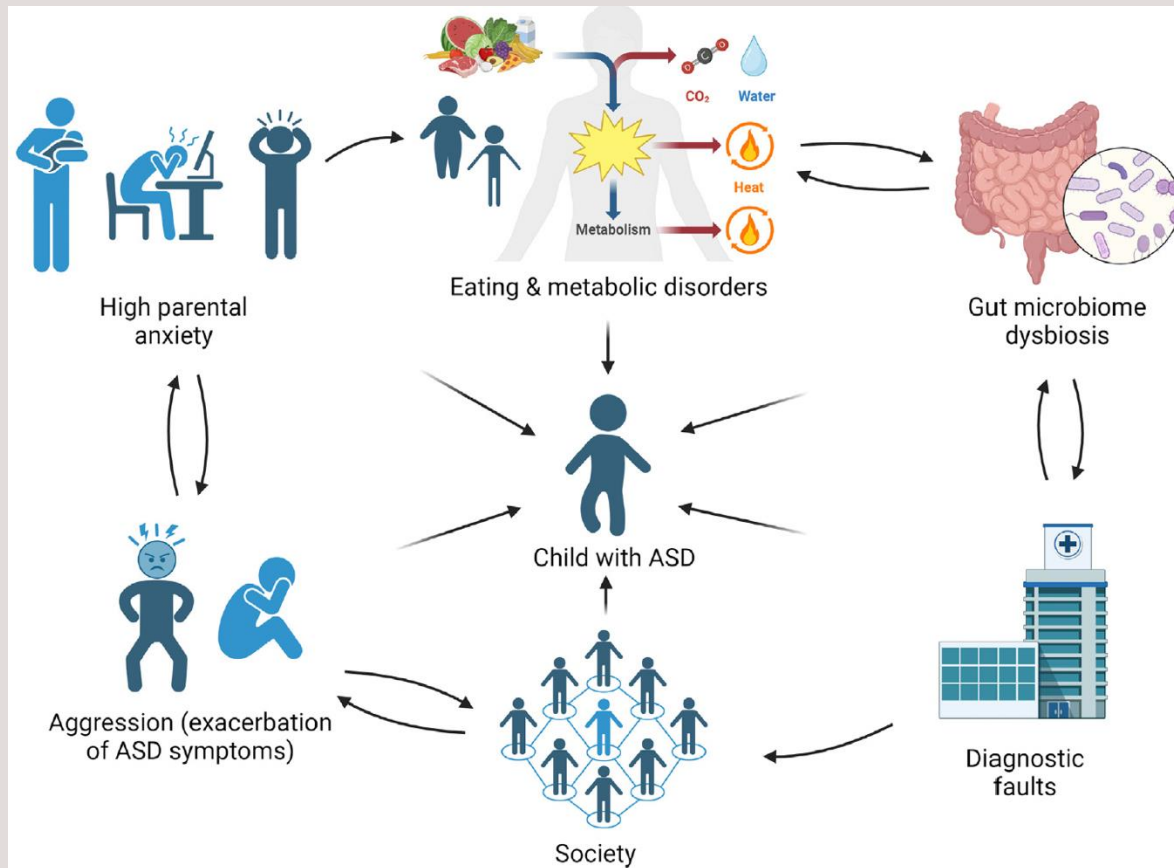 CO₂
Water
Heat
Metabolism
Eating & metabolic disorders
High parental
anxiety
Gut microbiome
dysbiosis
Child with ASD
Aggression (exacerbation
of ASD symptoms)
Diagnostic
faults
Society